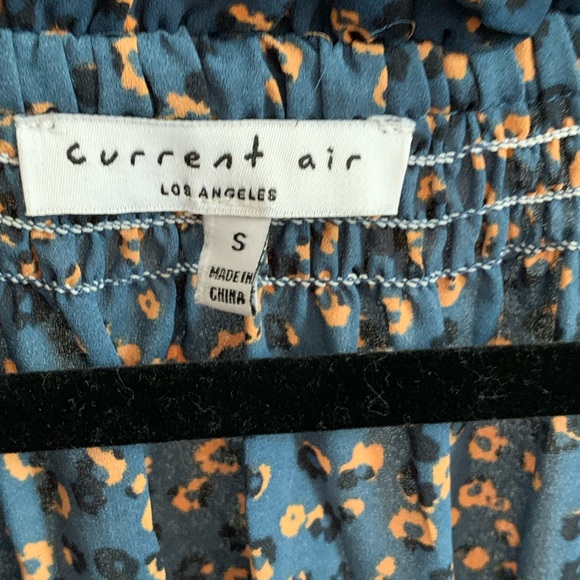 current air
LOS ANGELES
S
MADE IN
CHINA